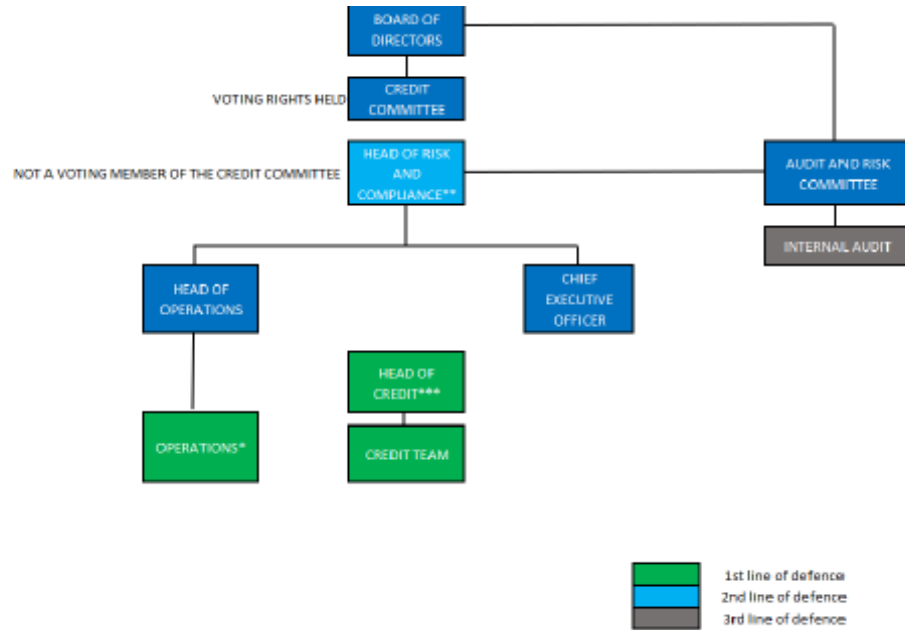 BOARD OF
DIRECTORS
VOTING RIGHTS HELD
CREDIT
COMMITTEE
NOT A VOTING MEMBER OF THE CREDIT COMMITTEE
HEAD OF RISK
AND
COMPLIANCE**
AUDIT AND RISK
COMMITTEE
INTERNAL AUDIT
HEAD OF
OPERATIONS
CHIEF
EXECUTIVE
OFFICER
HEAD OF
CREDIT***
OPERATIONS*
CREDIT TEAM
1st line of defence
2nd line of defence
3rd line of defence